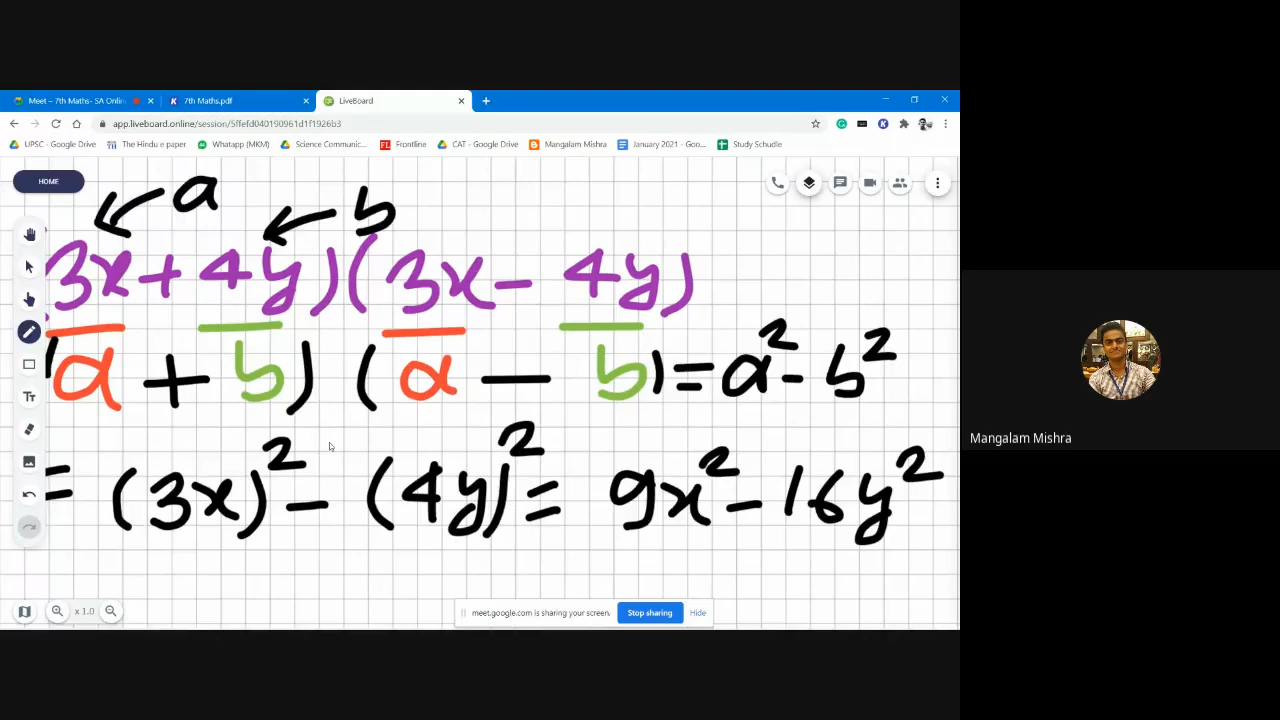 Meet – 7th Maths- SA Onlin
7th Maths.pdf
LiveBoard
app.liveboard.online/session/5ffefd040190961d1f1926b3
UPSC - Google Drive
The Hindu e paper
Whatapp (MKM)
Science Communic...
FL Frontline
CAT - Google Drive
Mangalam Mishra
January 2021 - Goo...
Study Schudle
HOME
a
b
3x+4y)(3x-4y)
(a + b) (a - b) = a² - b²
= (3x)² - (4y)² = 9x² - 16y²
Tт
x 1.0
meet.google.com is sharing your screen.
Stop sharing
Hide
Mangalam Mishra